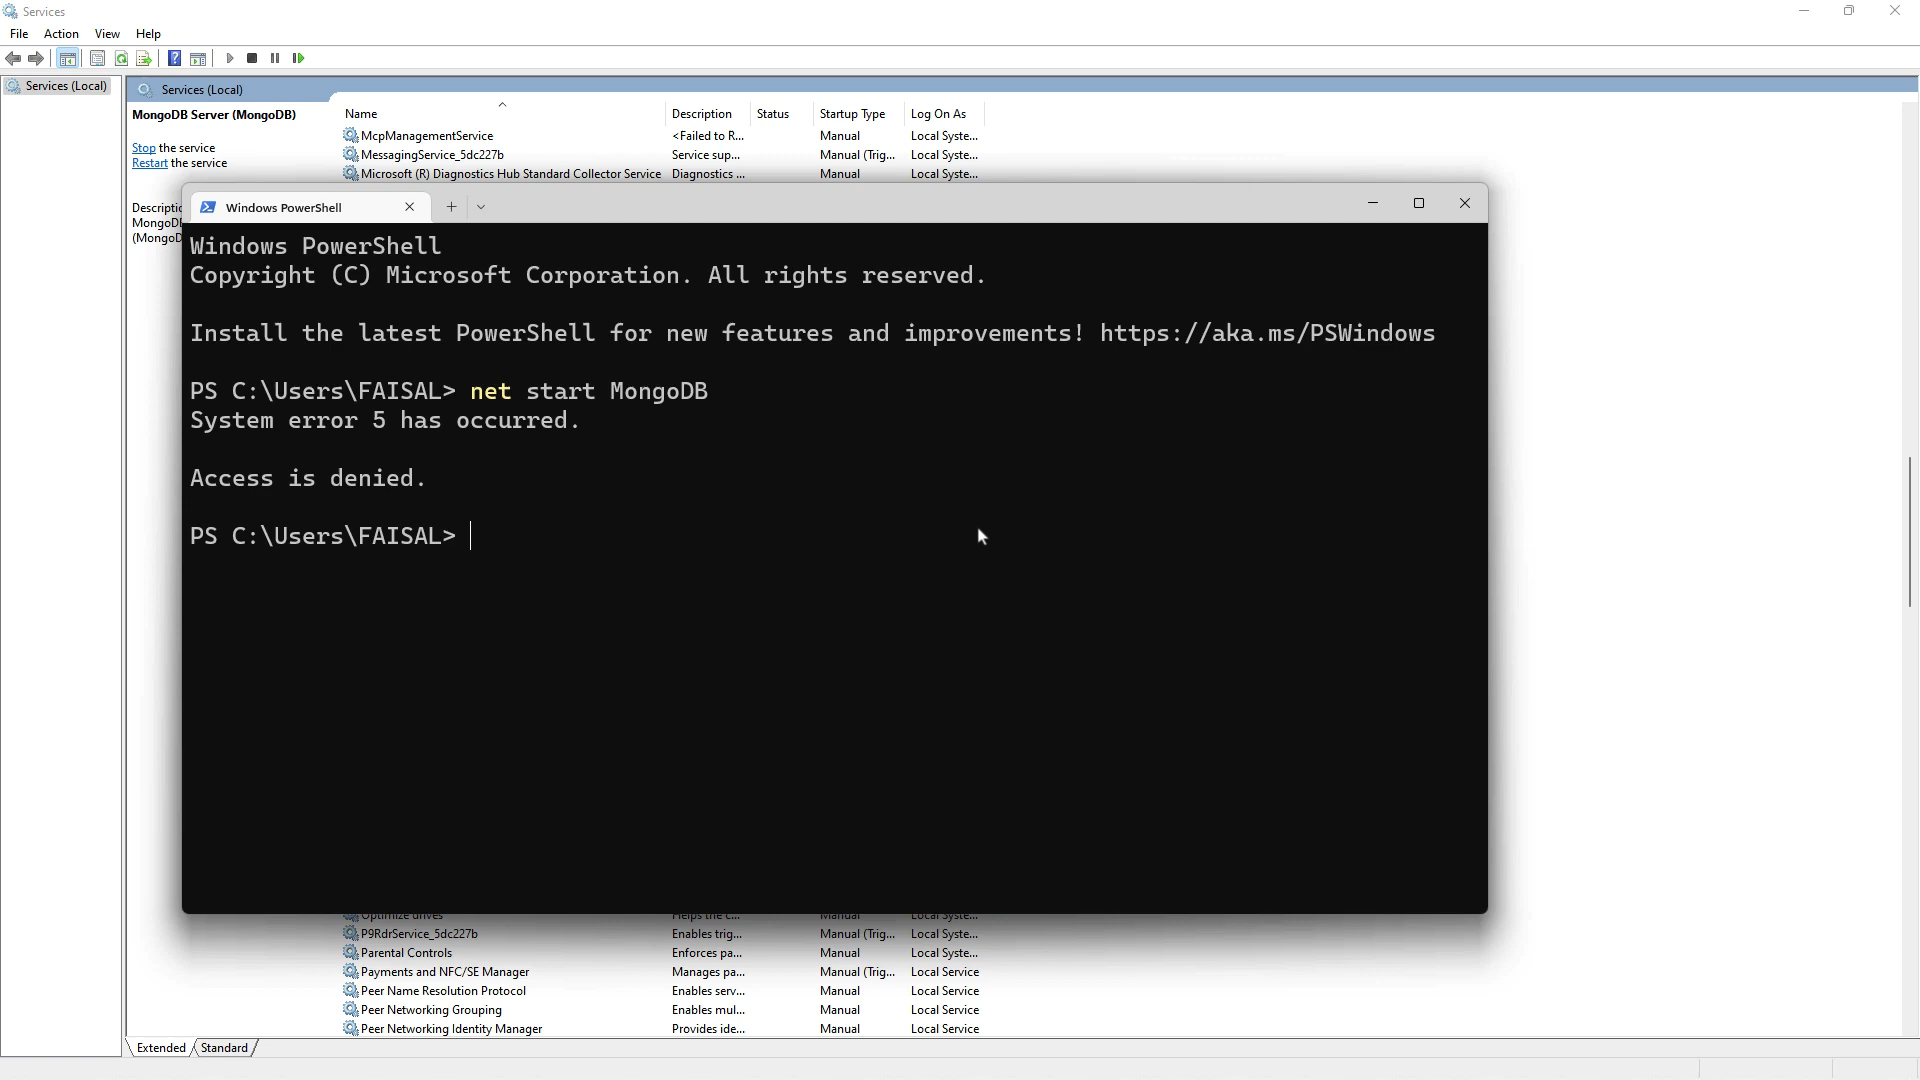 Services
File Action View Help
Services (Local)
Services (Local)
MongoDB Server (MongoDB)
Stop the service
Restart the service
Name Description Status Startup Type Log On As
McpManagementService <Failed to R... Manual Local Syste...
MessagingService_5dc227b Service sup... Manual (Trig... Local Syste...
Microsoft (R) Diagnostics Hub Standard Collector Service Diagnostics ... Manual Local Syste...
Windows PowerShell
Windows PowerShell
Copyright (C) Microsoft Corporation. All rights reserved.
Install the latest PowerShell for new features and improvements! https://aka.ms/PSWindows
PS C:\Users\FAISAL> net start MongoDB
System error 5 has occurred.
Access is denied.
PS C:\Users\FAISAL>
Optimize drives Helps the c... Manual Local Syste...
P9RdrService_5dc227b Enables trig... Manual (Trig... Local Syste...
Parental Controls Enforces pa... Manual Local Syste...
Payments and NFC/SE Manager Manages pa... Manual (Trig... Local Service
Peer Name Resolution Protocol Enables serv... Manual Local Service
Peer Networking Grouping Enables mul... Manual Local Service
Peer Networking Identity Manager Provides ide... Manual Local Service
Extended Standard